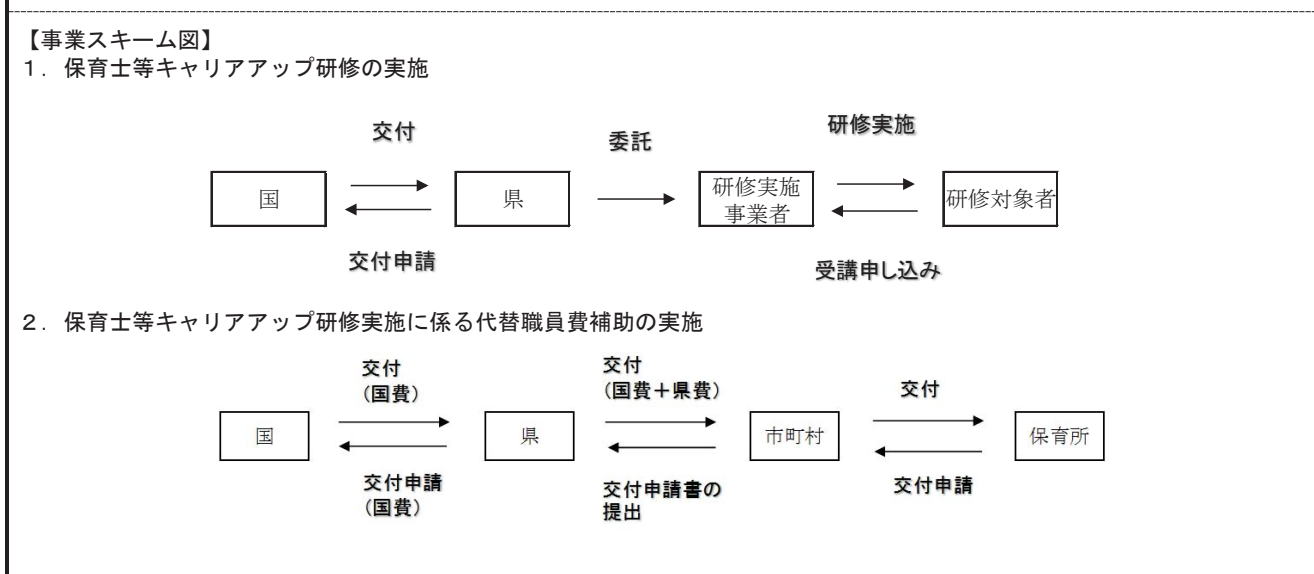 【事業スキーム図】
１．保育士等キャリアアップ研修の実施
交付
委託
研修実施
国
県
研修実施
事業者
研修対象者
交付申請
受講申し込み
２．保育士等キャリアアップ研修実施に係る代替職員費補助の実施
交付
（国費）
交付
（国費＋県費）
交付
国
県
市町村
保育所
交付申請
（国費）
交付申請書の
提出
交付申請